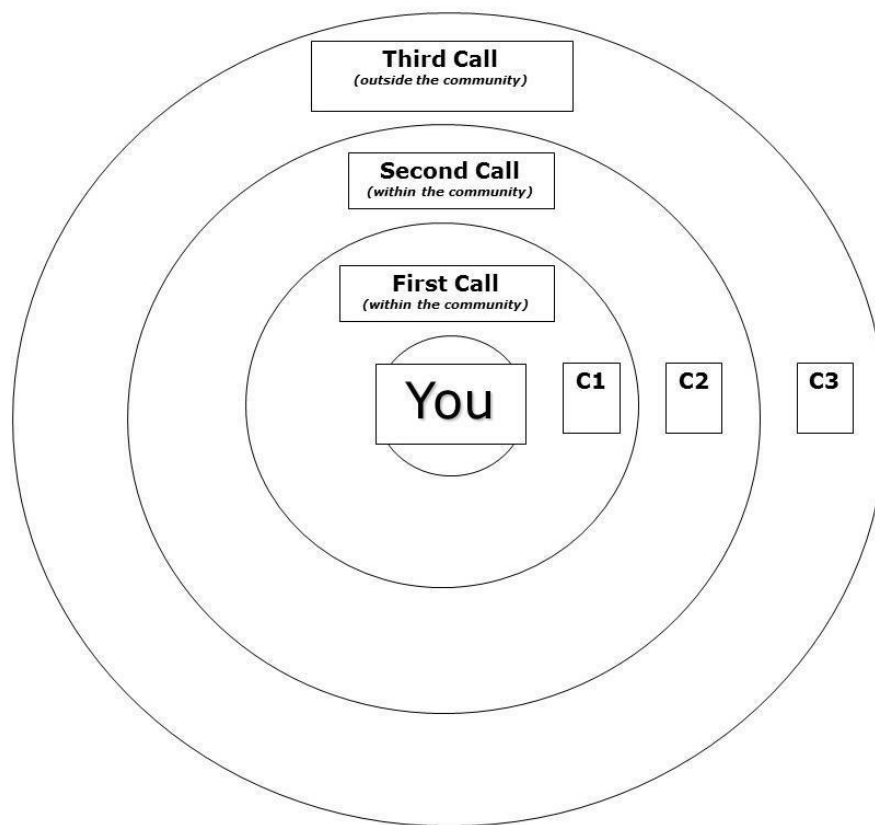 Third Call
(outside the community)
Second Call
(within the community)
First Call
(within the community)
You
C1
C2
C3